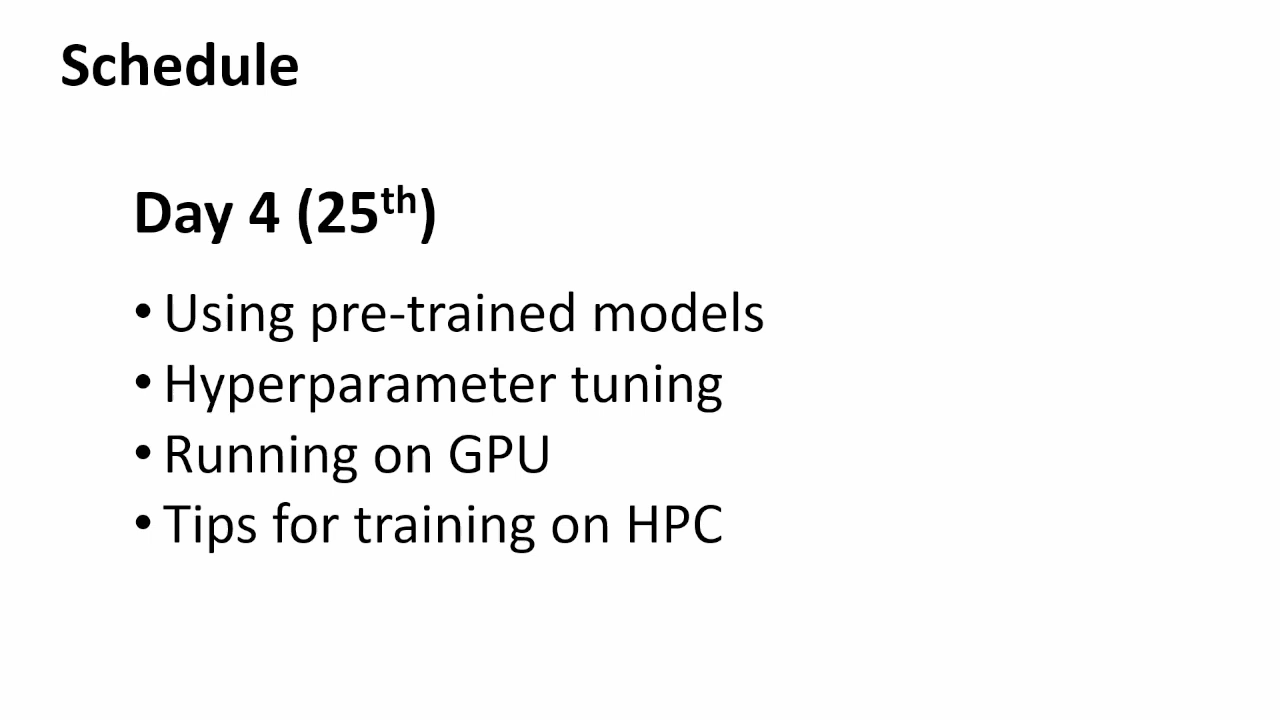 Schedule
Day 4 (25th)
• Using pre-trained models
• Hyperparameter tuning
• Running on GPU
• Tips for training on HPC